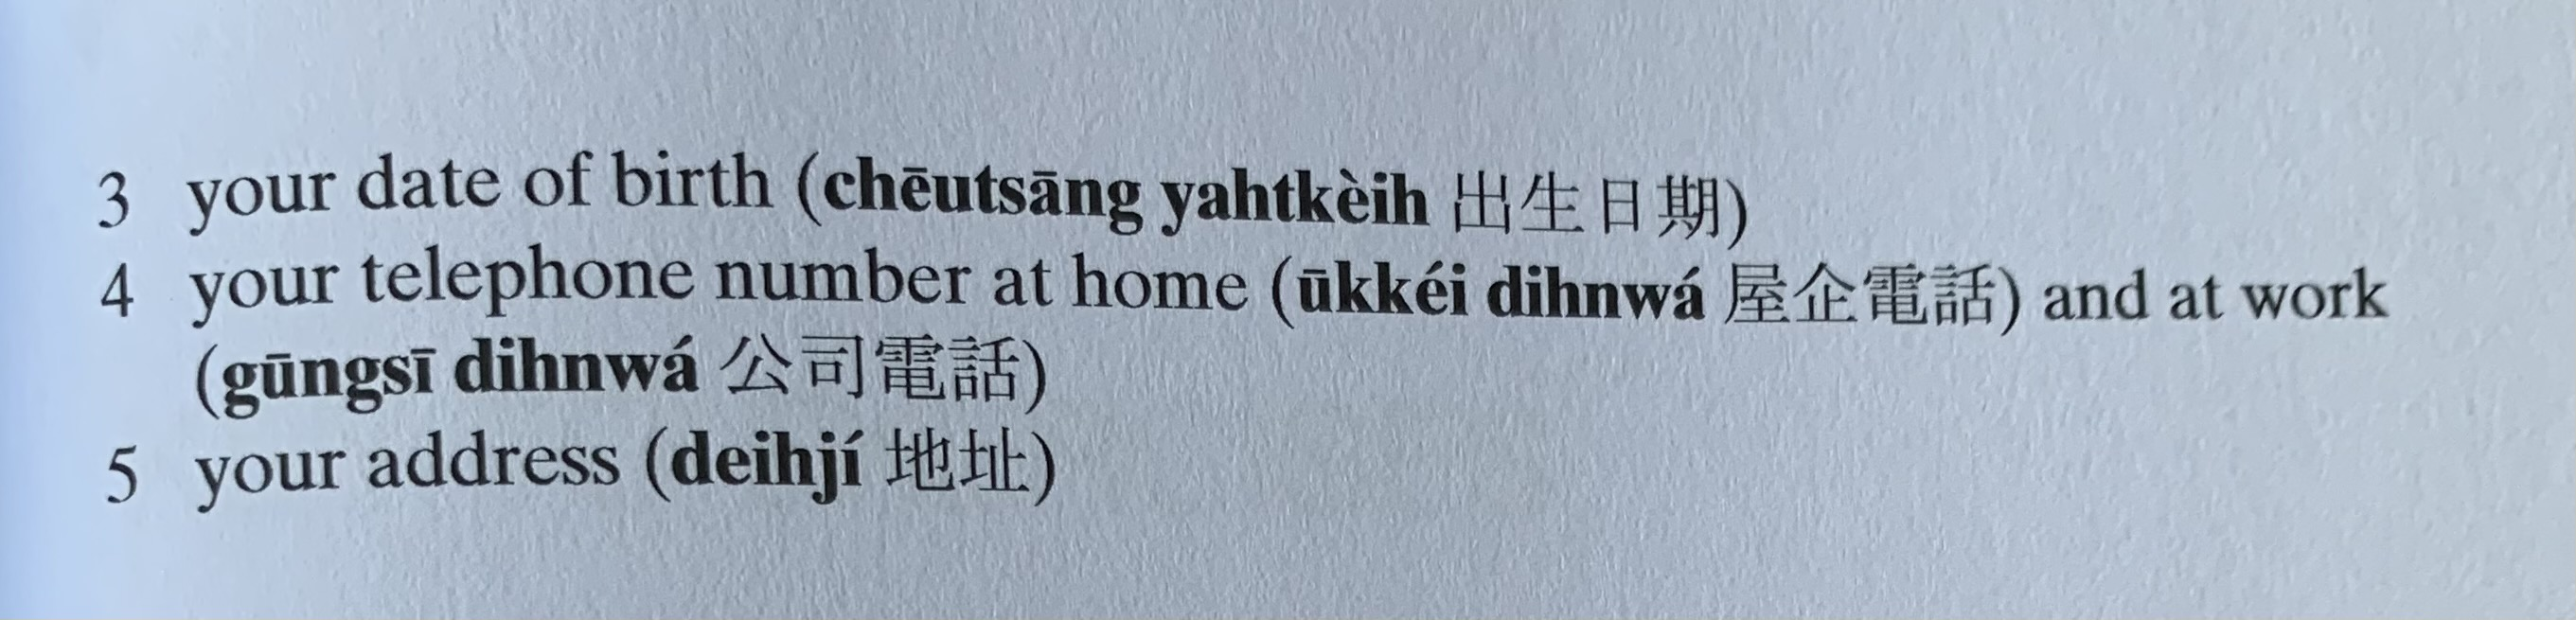 3 your date of birth (chēutsāng yahtkèih 出生日期)
4 your telephone number at home (ūkkéi dihnwá 屋企電話) and at work
(gūngsī dihnwá 公司電話)
5 your address (deihjí 地址)